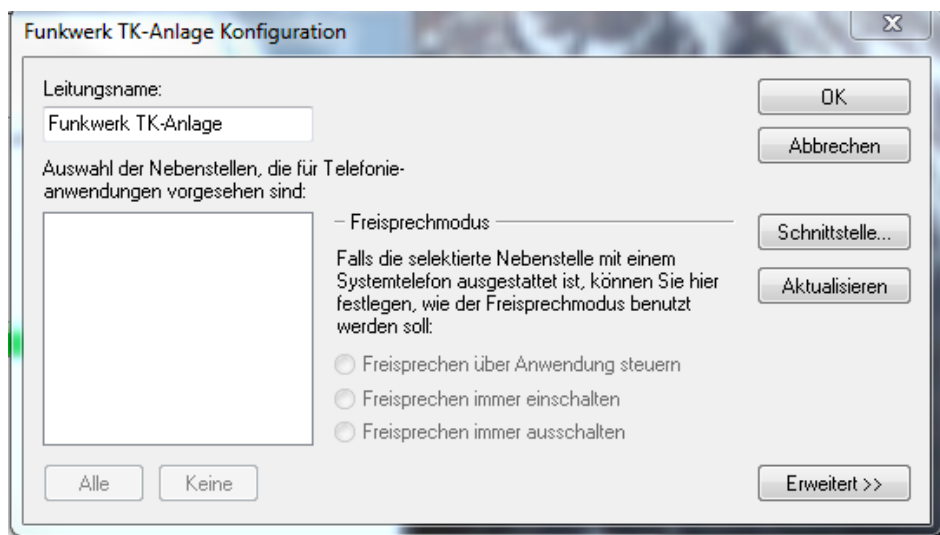 Funkwerk TK-Anlage Konfiguration
Leitungsname:
Funkwerk TK-Anlage
Auswahl der Nebenstellen, die für Telefonie-
anwendungen vorgesehen sind:
Freisprechmodus
Falls die selektierte Nebenstelle mit einem
Systemtelefon ausgestattet ist, können Sie hier
festlegen, wie der Freisprechmodus benutzt
werden soll:
Freisprechen über Anwendung steuern
Freisprechen immer einschalten
Freisprechen immer ausschalten
Alle
Keine
OK
Abbrechen
Schnittstelle...
Aktualisieren
Erweitert >>